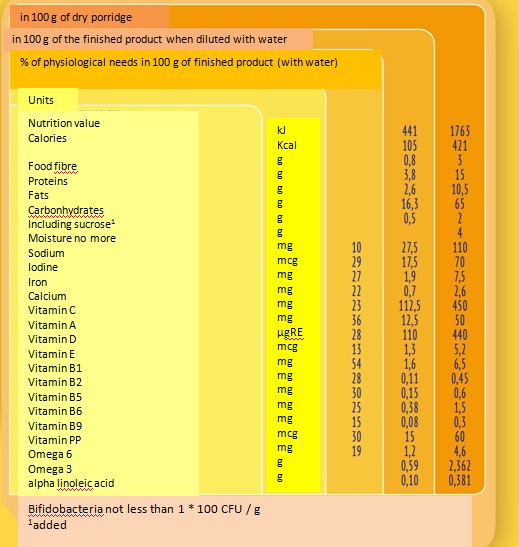 in 100 g of dry porridge
in 100 g of the finished product when diluted with water
% of physiological needs in 100 g of finished product (with water)
Units
Nutrition value
Calories
Food fibre
Proteins
Fats
Carbonhydrates
Including sucrose¹
Moisture no more
Sodium
Iodine
Iron
Calcium
Vitamin C
Vitamin A
Vitamin D
Vitamin E
Vitamin B1
Vitamin B2
Vitamin B5
Vitamin B6
Vitamin B9
Vitamin PP
Omega 6
Omega 3
alpha linoleic acid
kJ
Kcal
g
g
g
g
g
g
mg
mcg
mg
mg
mg
mg
µgRE
mcg
mg
mg
mg
mg
mg
mcg
mg
g
g
10
29
27
22
23
36
28
13
54
28
30
25
15
30
19
441
105
0,8
3,8
2,6
16,3
0,5
27,5
17,5
1,9
0,7
112,5
12,5
110
1,3
1,6
0,11
0,15
0,38
0,08
15
1,2
0,59
0,10
1763
421
3
15
10,5
65
2
4
110
70
7,5
2,6
450
50
440
5,2
6,5
0,45
0,6
1,5
0,3
60
4,6
2,362
0,381
Bifidobacteria not less than 1 * 100 CFU / g
¹added